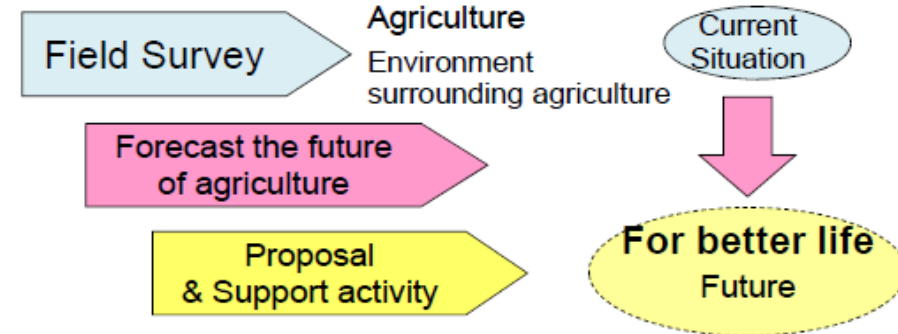 Field Survey
Agriculture
Environment
surrounding agriculture
Current
Situation
Forecast the future
of agriculture
Proposal
& Support activity
For better life
Future